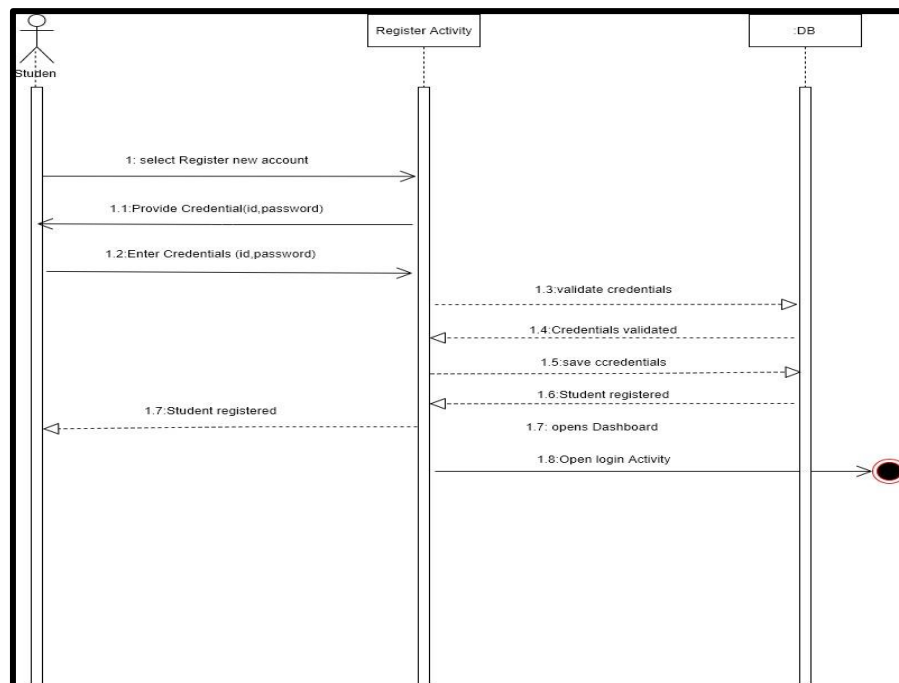 Register Activity
:DB
Studen
1: select Register new account
1.1:Provide Credential(id,password)
1.2:Enter Credentials (id,password)
1.3:validate credentials
1.4:Credentials validated
1.5:save ccredentials
1.6:Student registered
1.7:Student registered
1.7: opens Dashboard
1.8:Open login Activity